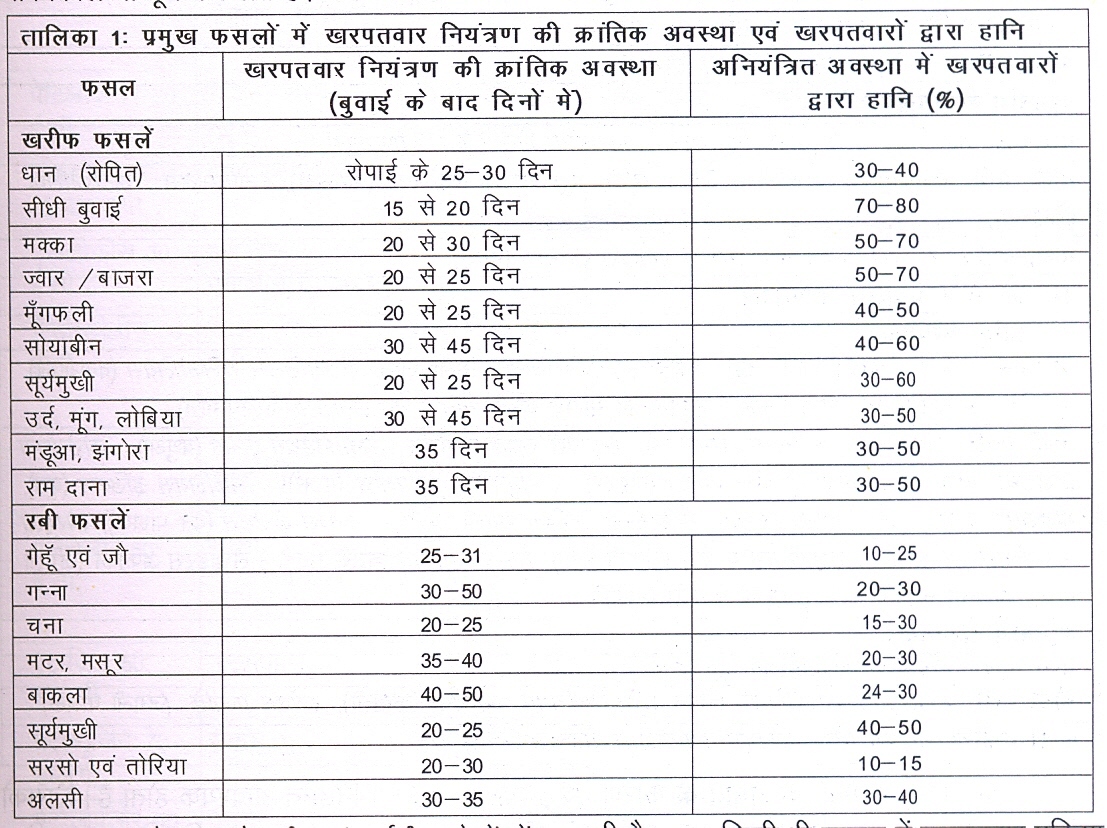 तालिका 1: प्रमुख फसलों में खरपतवार नियंत्रण की क्रांतिक अवस्था एवं खरपतवारों द्वारा हानि
फसल
खरपतवार नियंत्रण की क्रांतिक अवस्था
(बुवाई के बाद दिनों में)
अनियंत्रित अवस्था में खरपतवारों
द्वारा हानि (%)
खरीफ फसलें
धान (रोपित) रोपाई के 25–30 दिन 30–40
सीधी बुवाई 15 से 20 दिन 70–80
मक्का 20 से 30 दिन 50–70
ज्वार /बाजरा 20 से 25 दिन 50–70
मूँगफली 20 से 25 दिन 40–50
सोयाबीन 30 से 45 दिन 40–60
सूर्यमुखी 20 से 25 दिन 30–60
उर्द, मूंग, लोबिया 30 से 45 दिन 30–50
मंडूआ, झंगोरा 35 दिन 30–50
राम दाना 35 दिन 30–50
रबी फसलें
गेहूॅ एवं जौ 25–31 10–25
गन्ना 30–50 20–30
चना 20–25 15–30
मटर, मसूर 35–40 20–30
बाकला 40–50 24–30
सूर्यमुखी 20–25 40–50
सरसो एवं तोरिया 20–30 10–15
अलसी 30–35 30–40